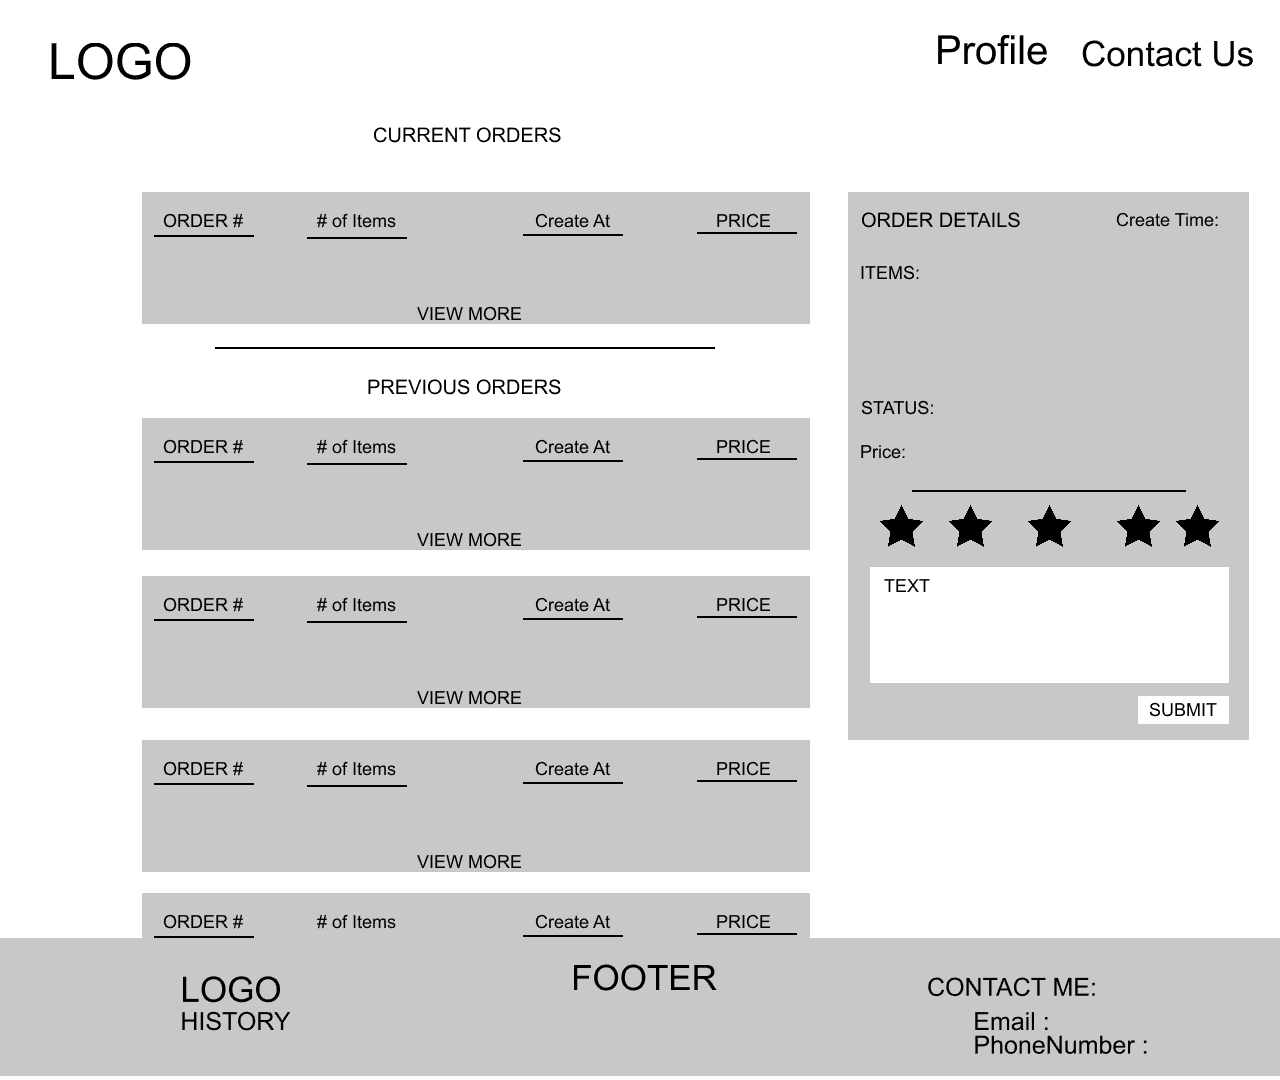 LOGO
Profile
Contact Us
CURRENT ORDERS
ORDER #
# of Items
Create At
PRICE
VIEW MORE
PREVIOUS ORDERS
ORDER #
# of Items
Create At
PRICE
VIEW MORE
ORDER #
# of Items
Create At
PRICE
VIEW MORE
ORDER #
# of Items
Create At
PRICE
VIEW MORE
ORDER #
# of Items
Create At
PRICE
ORDER DETAILS
Create Time:
ITEMS:
STATUS:
Price:
TEXT
SUBMIT
LOGO
HISTORY
FOOTER
CONTACT ME:
Email :
PhoneNumber :